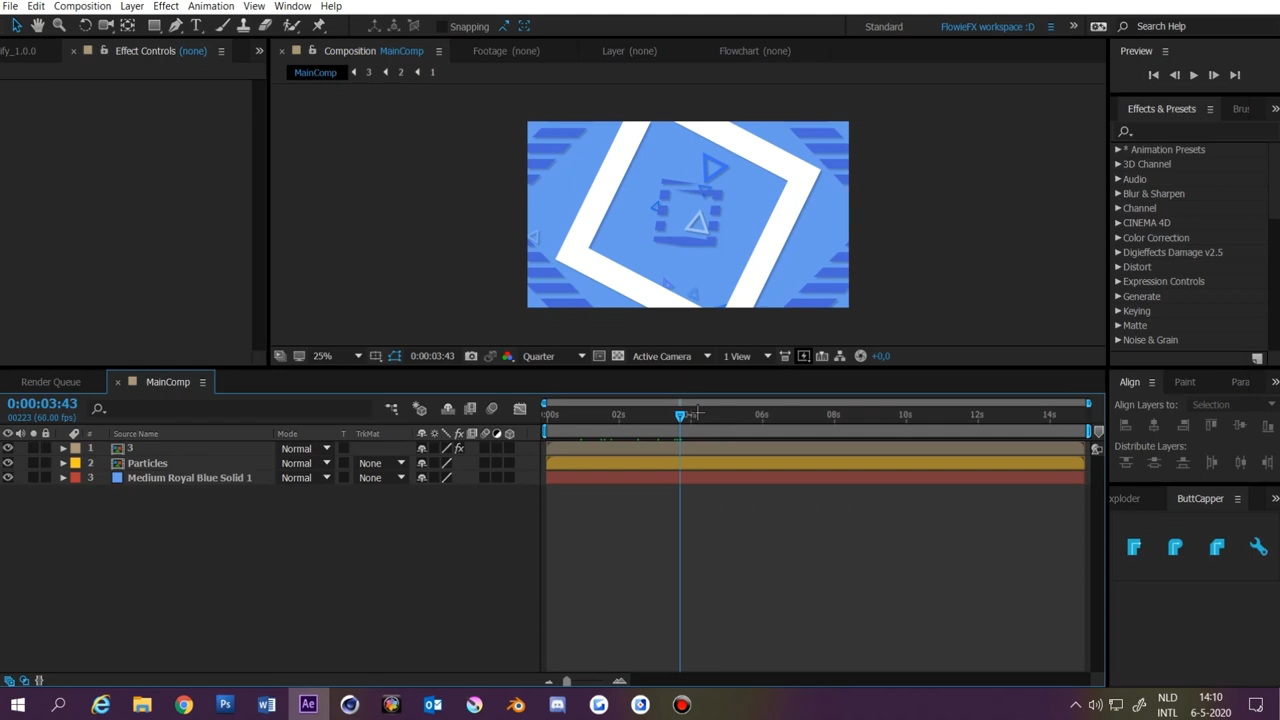 File Edit Composition Layer Effect Animation View Window Help
Snapping Standard FlowieFX workspace :D Search Help
ify_1.0.0 Effect Controls (none) Composition MainComp Footage (none) Layer (none) Flowchart (none) Preview
MainComp 3 2 1
Effects & Presets Brus
* Animation Presets
3D Channel
Audio
Blur & Sharpen
Channel
CINEMA 4D
Color Correction
Digieffects Damage v2.5
Distort
Expression Controls
Generate
Keying
Matte
Noise & Grain
25% 0:00:03:43 Quarter Active Camera 1 View +0,0
Render Queue MainComp Align Paint Para
0:00:03:43
00223 (60.00 fps)
:00s 02s 06s 08s 10s 12s 14s
Align Layers to: Selection
Distribute Layers:
# Source Name Mode T TrkMat
1 3 Normal
2 Particles Normal None
3 Medium Royal Blue Solid 1 Normal None
xploder ButtCapper
NLD 14:10
INTL 6-5-2020